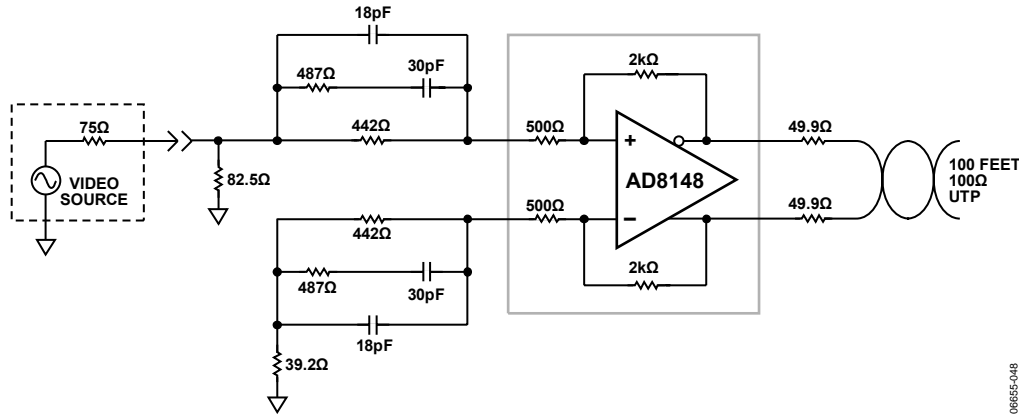 18pF
487Ω
30pF
2kΩ
75Ω
442Ω
500Ω
49.9Ω
VIDEO
SOURCE
82.5Ω
+
AD8148
–
100 FEET
100Ω
UTP
442Ω
500Ω
49.9Ω
487Ω
30pF
2kΩ
18pF
39.2Ω
06655-048